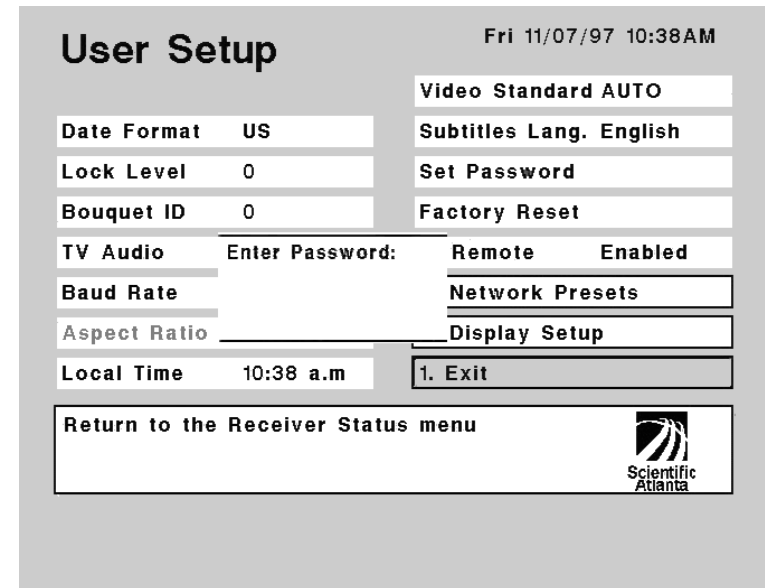 User Setup
Fri 11/07/97 10:38AM
Video Standard AUTO
Date Format US
Subtitles Lang. English
Lock Level 0
Set Password
Bouquet ID 0
Factory Reset
TV Audio
Enter Password:
Remote Enabled
Baud Rate
Network Presets
Aspect Ratio
Display Setup
Local Time 10:38 a.m
1. Exit
Return to the Receiver Status menu
Scientific
Atlanta